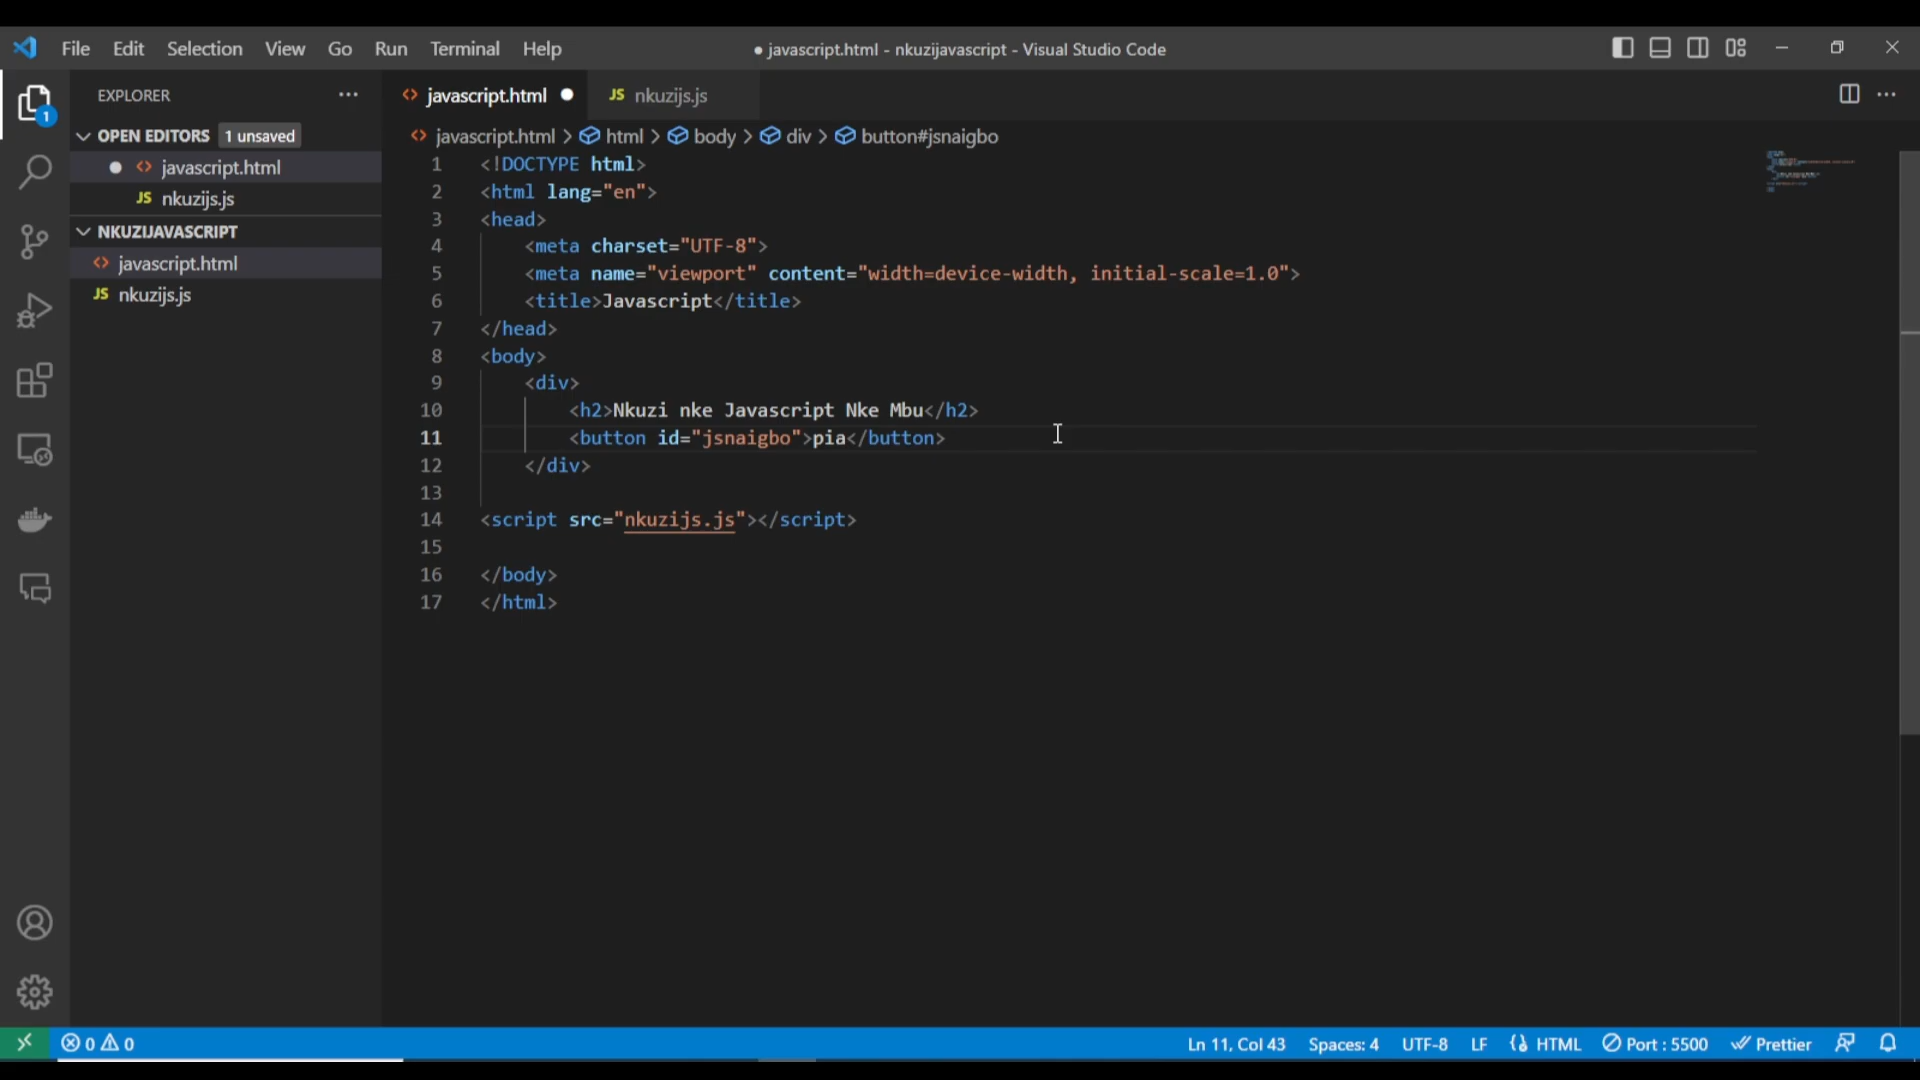 File Edit Selection View Go Run Terminal Help
● javascript.html - nkuzijavascript - Visual Studio Code
1
EXPLORER
OPEN EDITORS 1 unsaved
javascript.html
JS nkuzijs.js
NKUZIJAVASCRIPT
javascript.html
JS nkuzijs.js
javascript.html ● JS nkuzijs.js
javascript.html > html > body > div > button#jsnaigbo
1 <!DOCTYPE html>
2 <html lang="en">
3 <head>
4 <meta charset="UTF-8">
5 <meta name="viewport" content="width=device-width, initial-scale=1.0">
6 <title>Javascript</title>
7 </head>
8 <body>
9 <div>
10 <h2>Nkuzi nke Javascript Nke Mbu</h2>
11 <button id="jsnaigbo">pia</button>
12 </div>
13
14 <script src="nkuzijs.js"></script>
15
16 </body>
17 </html>
0 0 Ln 11, Col 43 Spaces: 4 UTF-8 LF HTML Port : 5500 Prettier